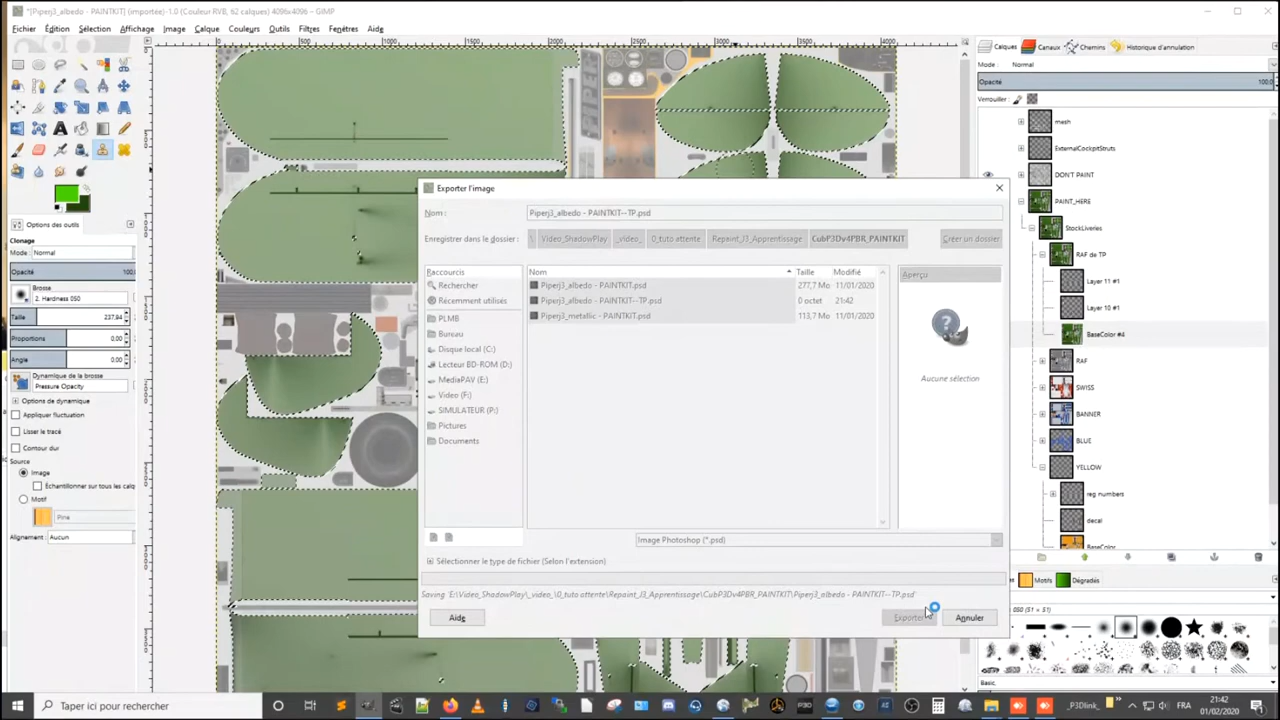 *[Piperj3_albedo - PAINTKIT] (importée)-1.0 (Couleur RVB, 62 calques) 4096x4096 – GIMP
Fichier Édition Sélection Affichage Image Calque Couleurs Outils Filtres Fenêtres Aide
Calques Canaux Chemins Historique d'annulation
Mode : Normal
Opacité 100,0
Verrouiller :
mesh
ExternalCockpitStruts
DON'T PAINT
PAINT_HERE
StockLiveries
RAF de TP
Layer 11 #1
Layer 10 #1
BaseColor #4
RAF
SWISS
BANNER
BLUE
YELLOW
reg numbers
decal
BaseColor
Motifs Dégradés
050 (51 × 51)
Basic,
Options des outils
Clonage
Mode : Normal
Opacité 100,
Brosse
2. Hardness 050
Taille 237,84
Proportions 0,00
Angle 0,00
Dynamique de la brosse
Pressure Opacity
Options de dynamique
Appliquer fluctuation
Lisser le tracé
Contour dur
Source
Image
Échantillonner sur tous les calq
Motif
Pine
Alignement : Aucun
Exporter l'image
Nom : Piperj3_albedo - PAINTKIT--TP.psd
Enregistrer dans le dossier : \ Video_ShadowPlay _video_ 0_tuto attente Repaint_J3_Apprentissage CubP3Dv4PBR_PAINTKIT Créer un dossier
Raccourcis
Rechercher
Récemment utilisés
PLMB
Bureau
Disque local (C:)
Lecteur BD-ROM (D:)
MediaPAV (E:)
Video (F:)
SIMULATEUR (P:)
Pictures
Documents
Nom Taille Modifié
Piperj3_albedo - PAINTKIT.psd 277,7 Mo 11/01/2020
Piperj3_albedo - PAINTKIT--TP.psd 0 octet 21:42
Piperj3_metallic - PAINTKIT.psd 113,7 Mo 11/01/2020
Aperçu
Aucune sélection
Image Photoshop (*.psd)
Sélectionner le type de fichier (Selon l'extension)
Saving 'E:\Video_ShadowPlay\_video_\0_tuto attente\Repaint_J3_Apprentissage\CubP3Dv4PBR_PAINTKIT\Piperj3_albedo - PAINTKIT--TP.psd'
Aide Exporter Annuler
Taper ici pour rechercher
_P3Dlink_
FRA
21:42
01/02/2020